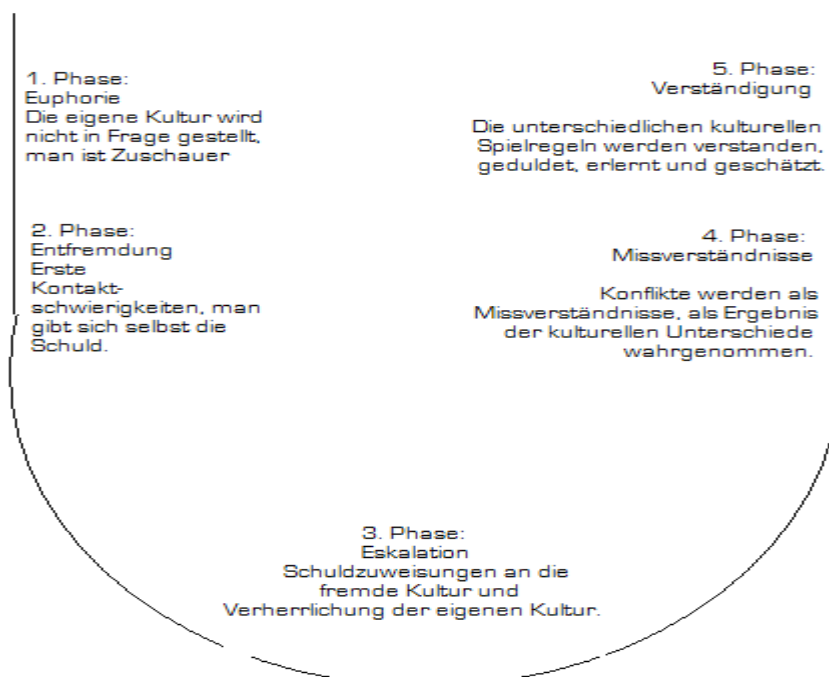 1. Phase:
Euphorie
Die eigene Kultur wird
nicht in Frage gestellt,
man ist Zuschauer
2. Phase:
Entfremdung
Erste
Kontakt-
schwierigkeiten, man
gibt sich selbst die
Schuld.
3. Phase:
Eskalation
Schuldzuweisungen an die
fremde Kultur und
Verherrlichung der eigenen Kultur.
4. Phase:
Missverständnisse
Konflikte werden als
Missverständnisse, als Ergebnis
der kulturellen Unterschiede
wahrgenommen.
5. Phase:
Verständigung
Die unterschiedlichen kulturellen
Spielregeln werden verstanden,
geduldet, erlernt und geschätzt.